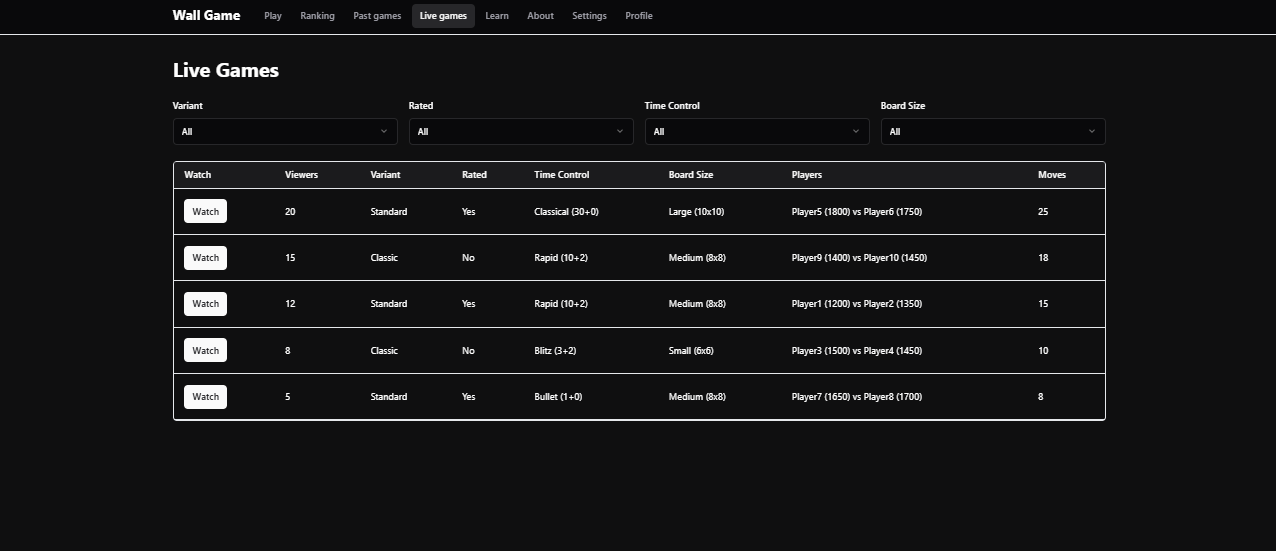 Wall Game Play Ranking Past games Live games Learn About Settings Profile
Live Games
Variant Rated Time Control Board Size
All All All All
Watch Viewers Variant Rated Time Control Board Size Players Moves
Watch 20 Standard Yes Classical (30+0) Large (10x10) Player5 (1800) vs Player6 (1750) 25
Watch 15 Classic No Rapid (10+2) Medium (8x8) Player9 (1400) vs Player10 (1450) 18
Watch 12 Standard Yes Rapid (10+2) Medium (8x8) Player1 (1200) vs Player2 (1350) 15
Watch 8 Classic No Blitz (3+2) Small (6x6) Player3 (1500) vs Player4 (1450) 10
Watch 5 Standard Yes Bullet (1+0) Medium (8x8) Player7 (1650) vs Player8 (1700) 8